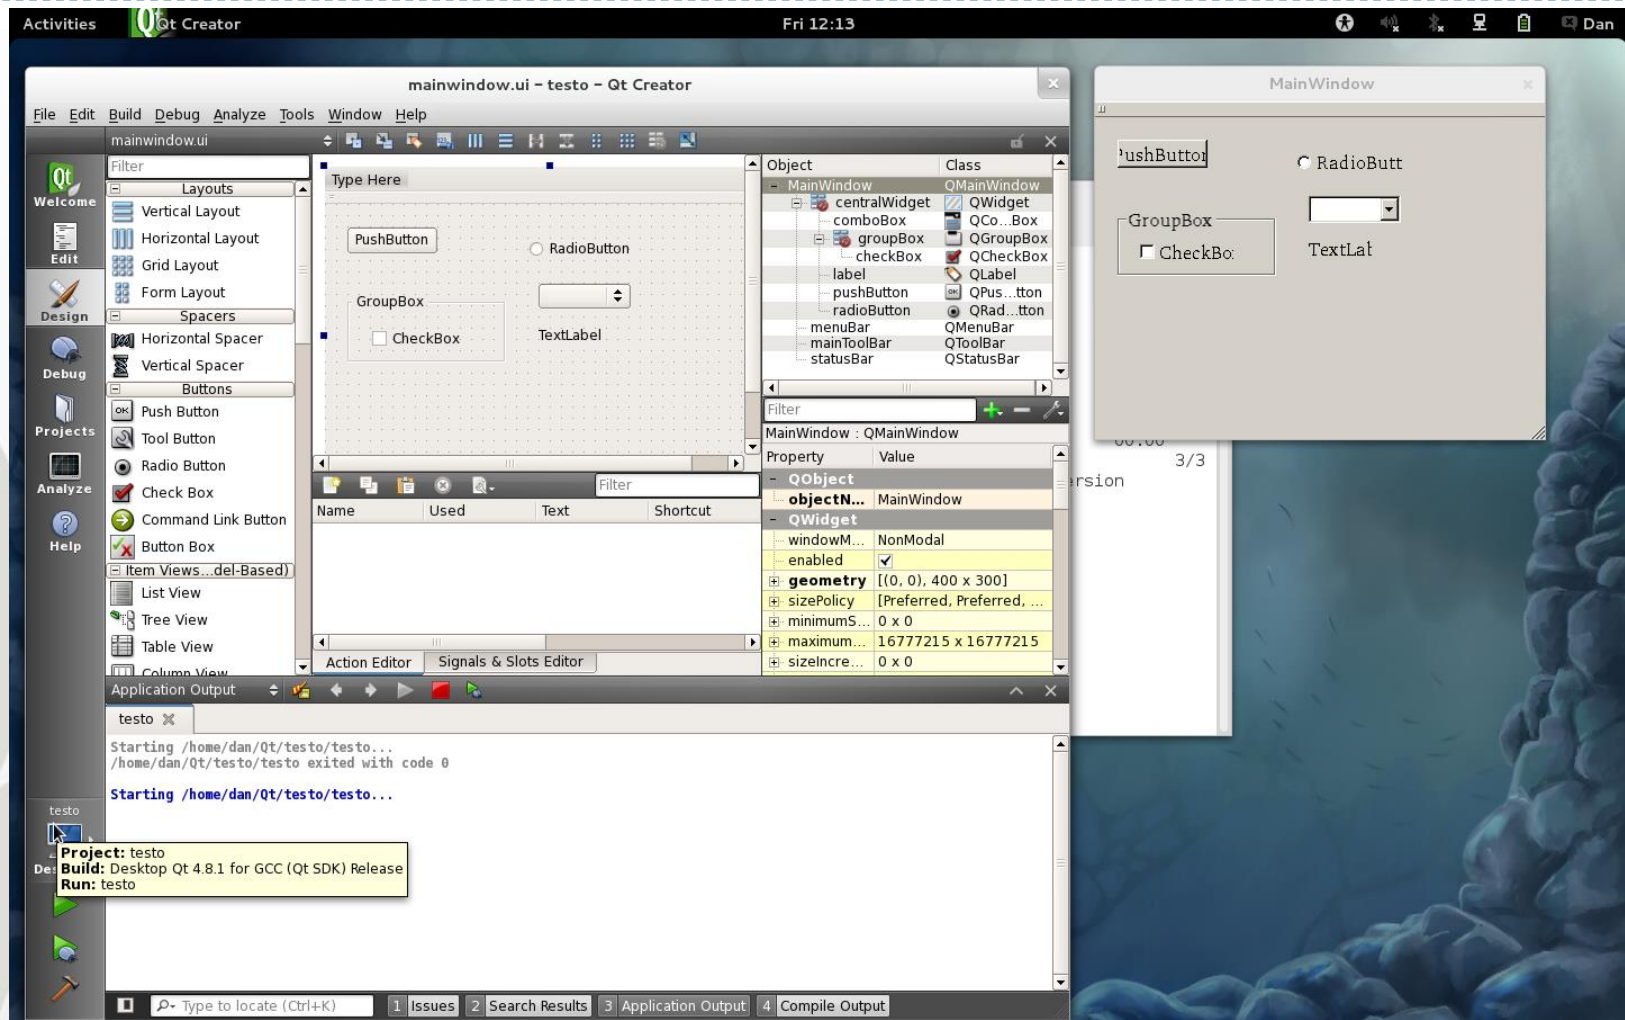 Activities
Qt Creator
Fri 12:13
Dan
mainwindow.ui - testo - Qt Creator
File Edit Build Debug Analyze Tools Window Help
mainwindow.ui
Qt
Welcome
Edit
Design
Debug
Projects
Analyze
Help
Filter
Layouts
Vertical Layout
Horizontal Layout
Grid Layout
Form Layout
Spacers
Horizontal Spacer
Vertical Spacer
Buttons
OK Push Button
Tool Button
Radio Button
Check Box
Command Link Button
Button Box
Item Views...del-Based)
List View
Tree View
Table View
Column View
Type Here
PushButton
RadioButton
GroupBox
CheckBox
TextLabel
Filter
Name Used Text Shortcut
Action Editor Signals & Slots Editor
Object Class
MainWindow QMainWindow
centralWidget QWidget
comboBox QCo...Box
groupBox QGroupBox
checkBox QCheckBox
label QLabel
pushButton QPus...tton
radioButton QRad...tton
menuBar QMenuBar
mainToolBar QToolBar
statusBar QStatusBar
Filter
MainWindow : QMainWindow
Property Value
QObject
objectN... MainWindow
QWidget
windowM... NonModal
enabled
geometry [(0, 0), 400 x 300]
sizePolicy [Preferred, Preferred, ...
minimumS... 0 x 0
maximum... 16777215 x 16777215
sizeIncre... 0 x 0
Application Output
testo
Starting /home/dan/Qt/testo/testo...
/home/dan/Qt/testo/testo exited with code 0
Starting /home/dan/Qt/testo/testo...
testo
Des
Project: testo
Build: Desktop Qt 4.8.1 for GCC (Qt SDK) Release
Run: testo
Type to locate (Ctrl+K)
1 Issues 2 Search Results 3 Application Output 4 Compile Output
MainWindow
PushButton
RadioButt
GroupBox
CheckBo
TextLal
3/3
ersion